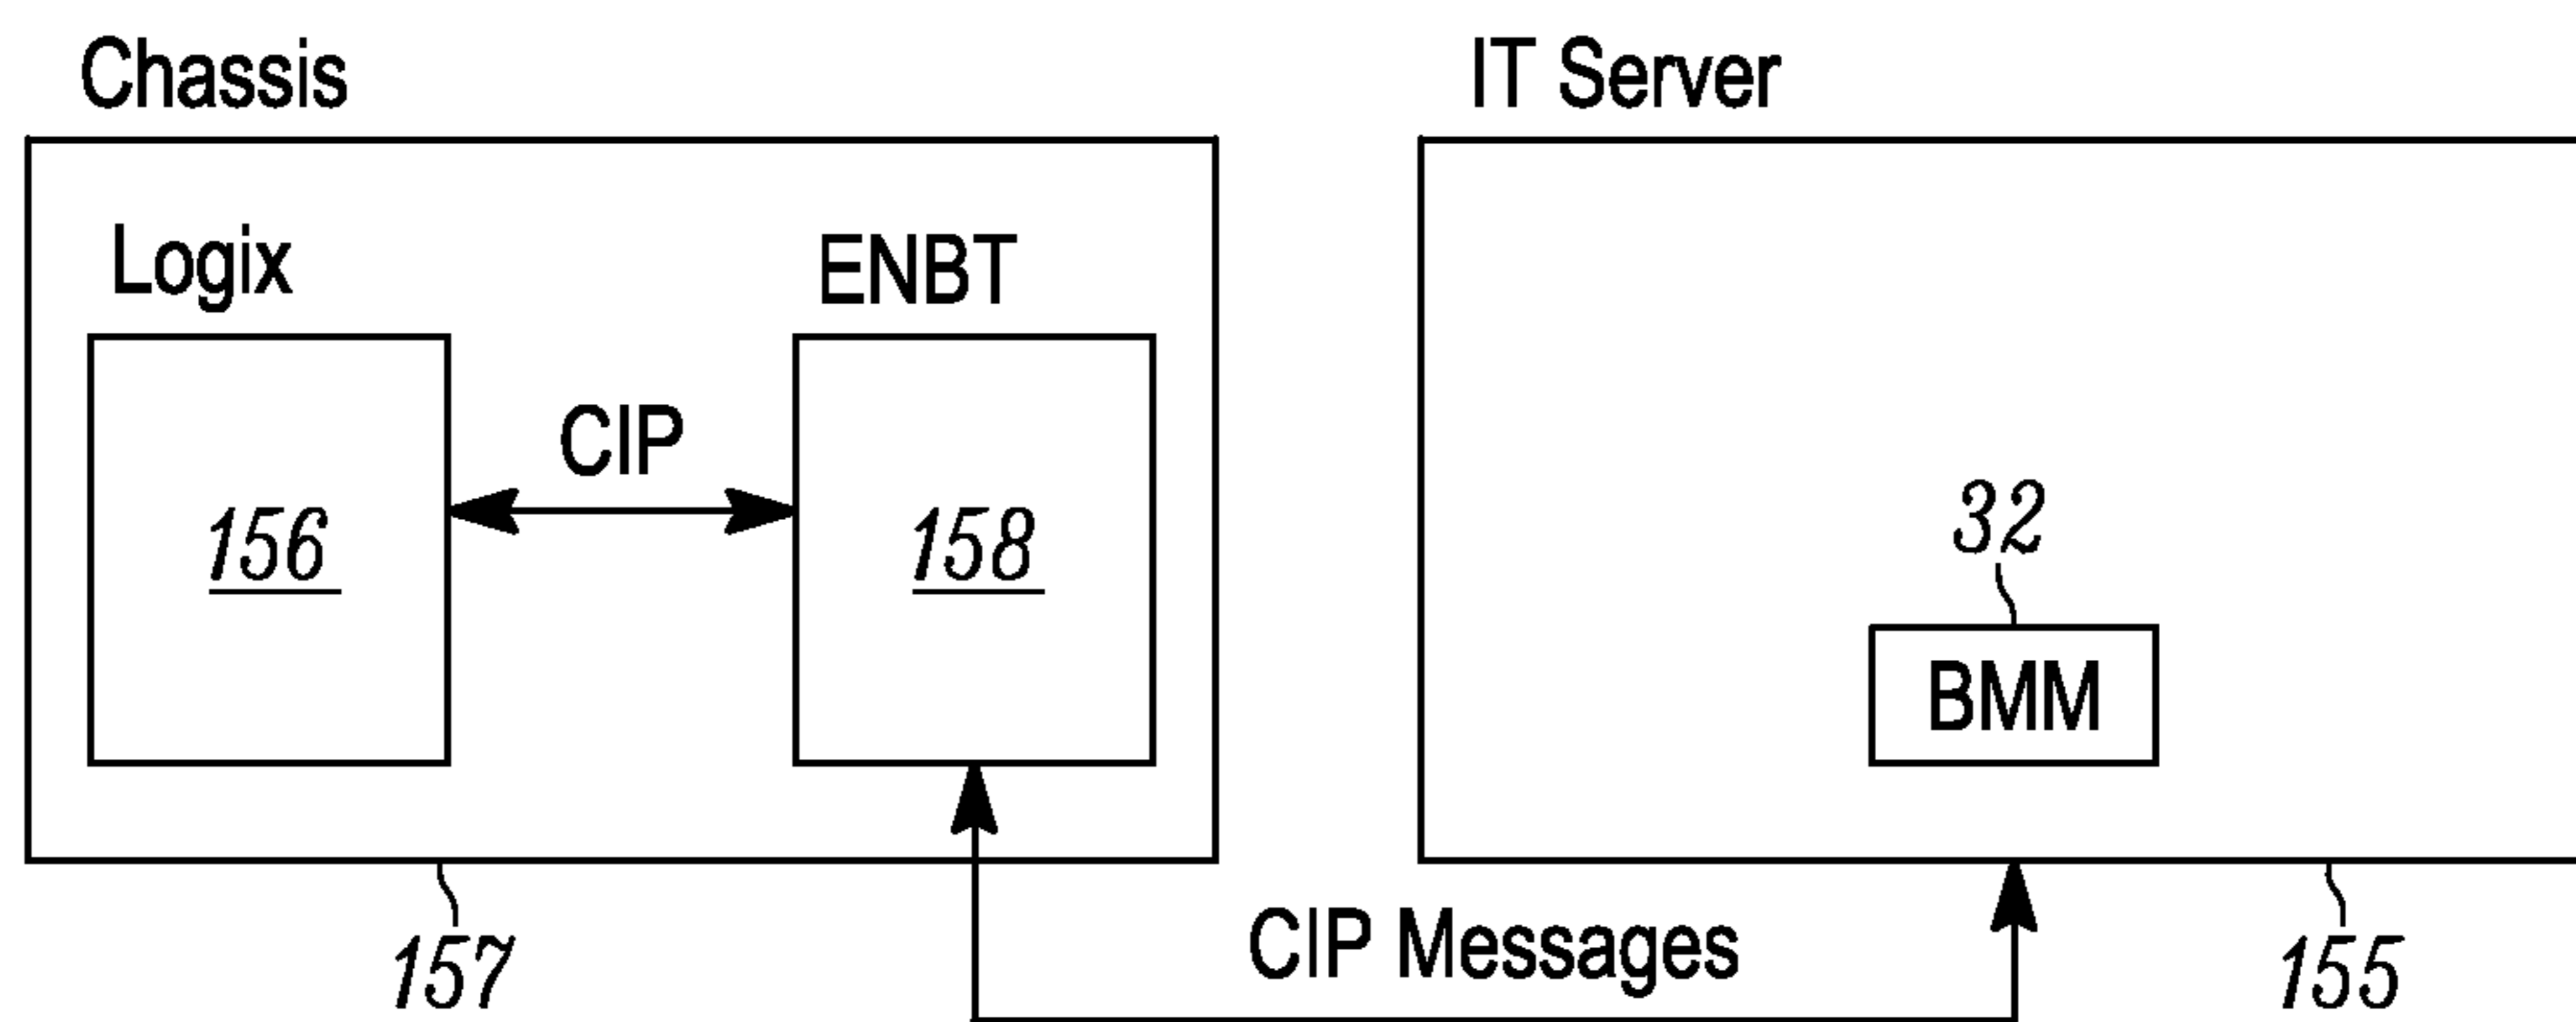 Chassis
IT Server
Logix
ENBT
CIP
156
158
32
BMM
CIP Messages
157
155